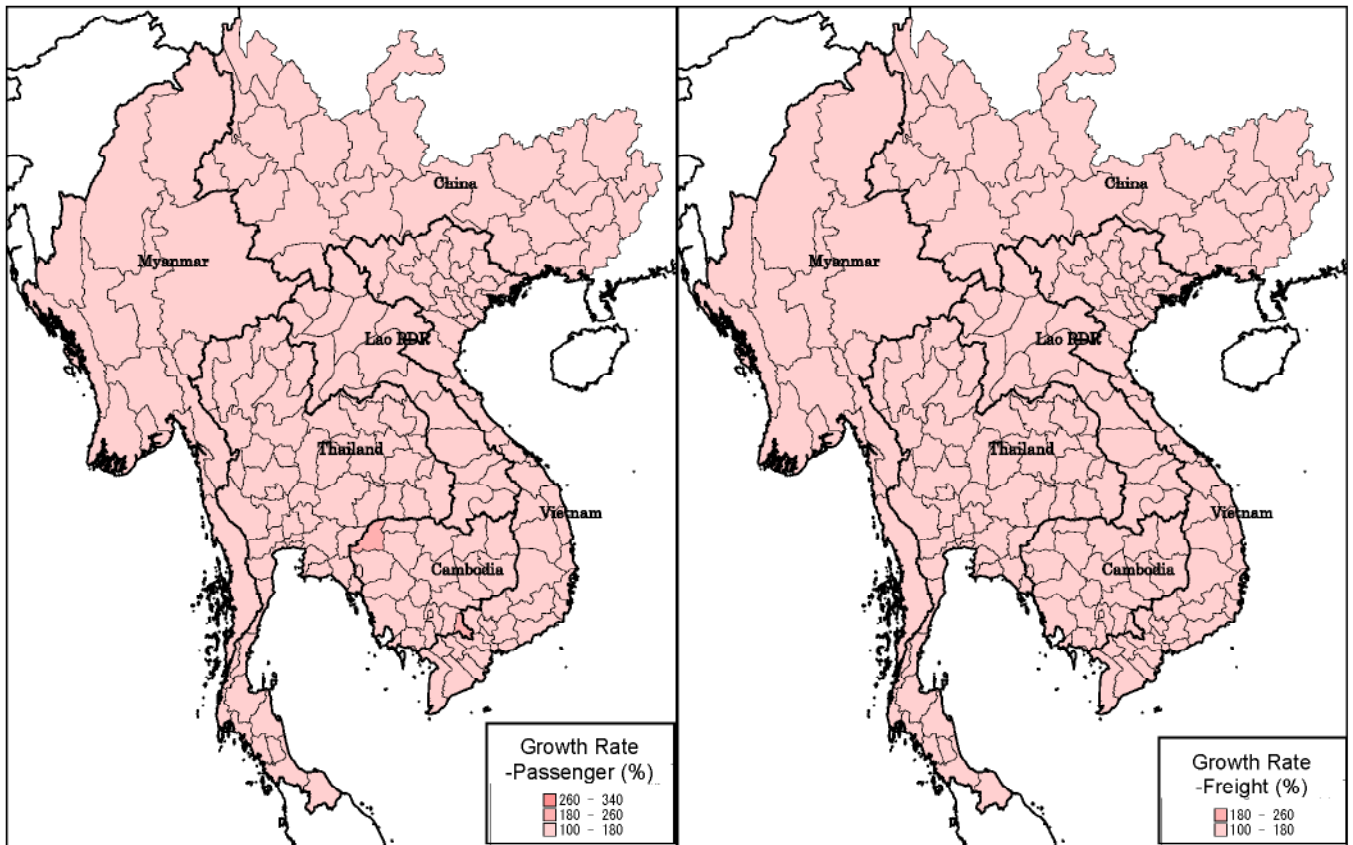 China
Myanmar
Lao PDR
Thailand
Vietnam
Cambodia
Growth Rate
-Passenger (%)
260 - 340
180 - 260
100 - 180
China
Myanmar
Lao PDR
Thailand
Vietnam
Cambodia
Growth Rate
-Freight (%)
180 - 260
100 - 180